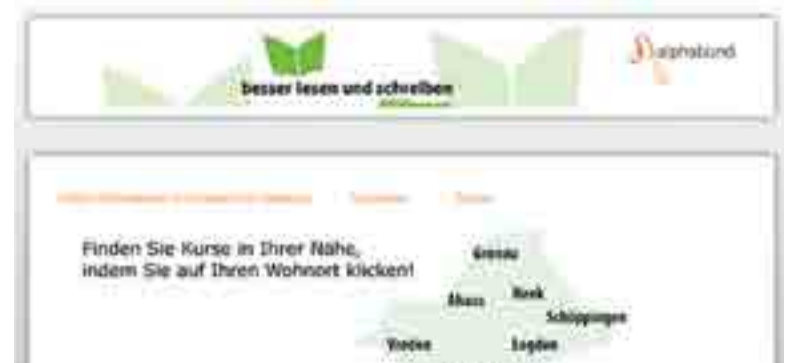 alphabund
besser lesen und schreiben
Finden Sie Kurse in Ihrer Nähe,
indem Sie auf Ihren Wohnort klicken!
Gronau
Ahaus Heek
Schöppingen
Vreden Legden